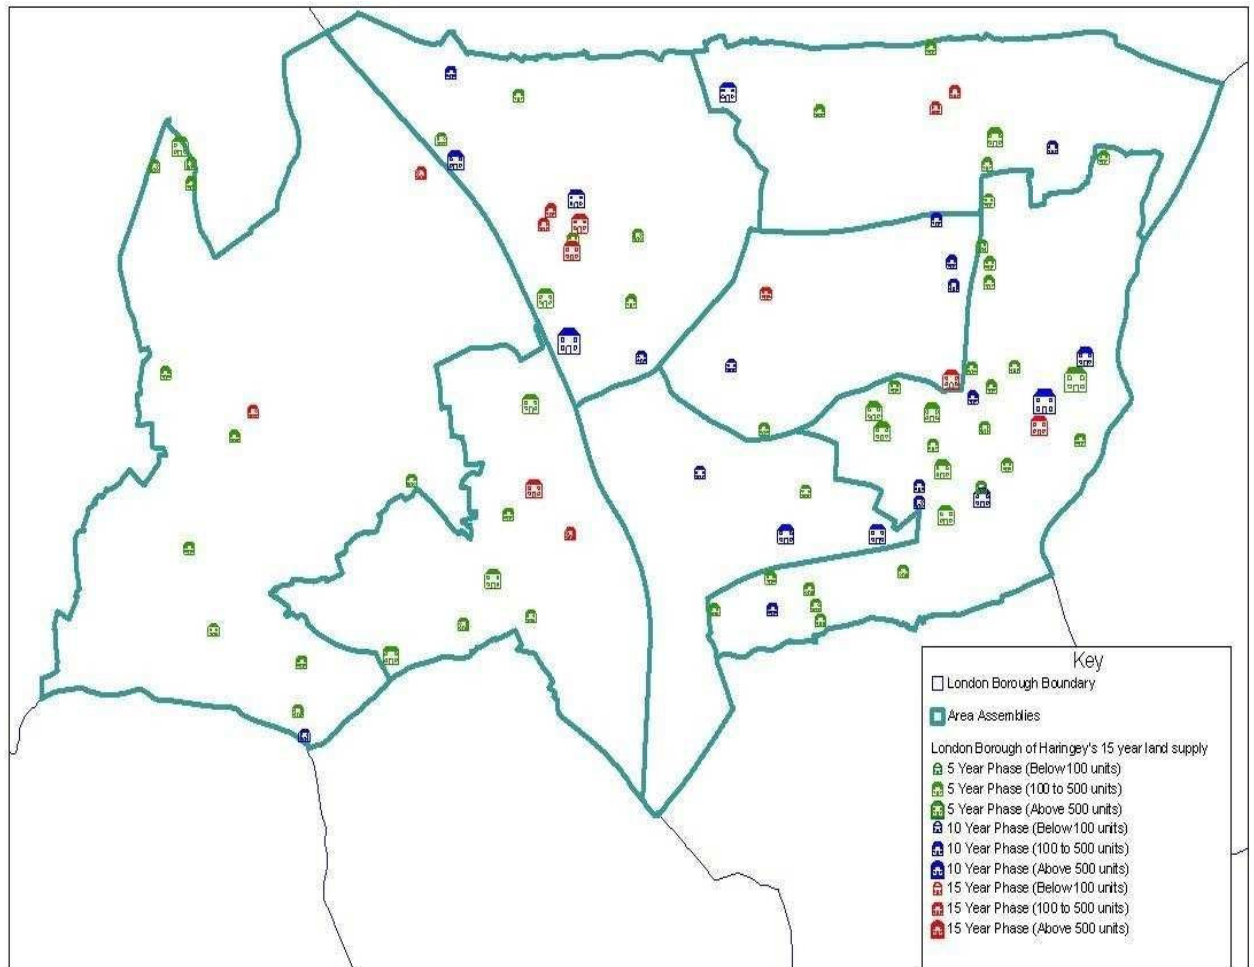 Key
London Borough Boundary
Area Assemblies
London Borough of Haringey's 15 year land supply
5 Year Phase (Below 100 units)
5 Year Phase (100 to 500 units)
5 Year Phase (Above 500 units)
10 Year Phase (Below 100 units)
10 Year Phase (100 to 500 units)
10 Year Phase (Above 500 units)
15 Year Phase (Below 100 units)
15 Year Phase (100 to 500 units)
15 Year Phase (Above 500 units)